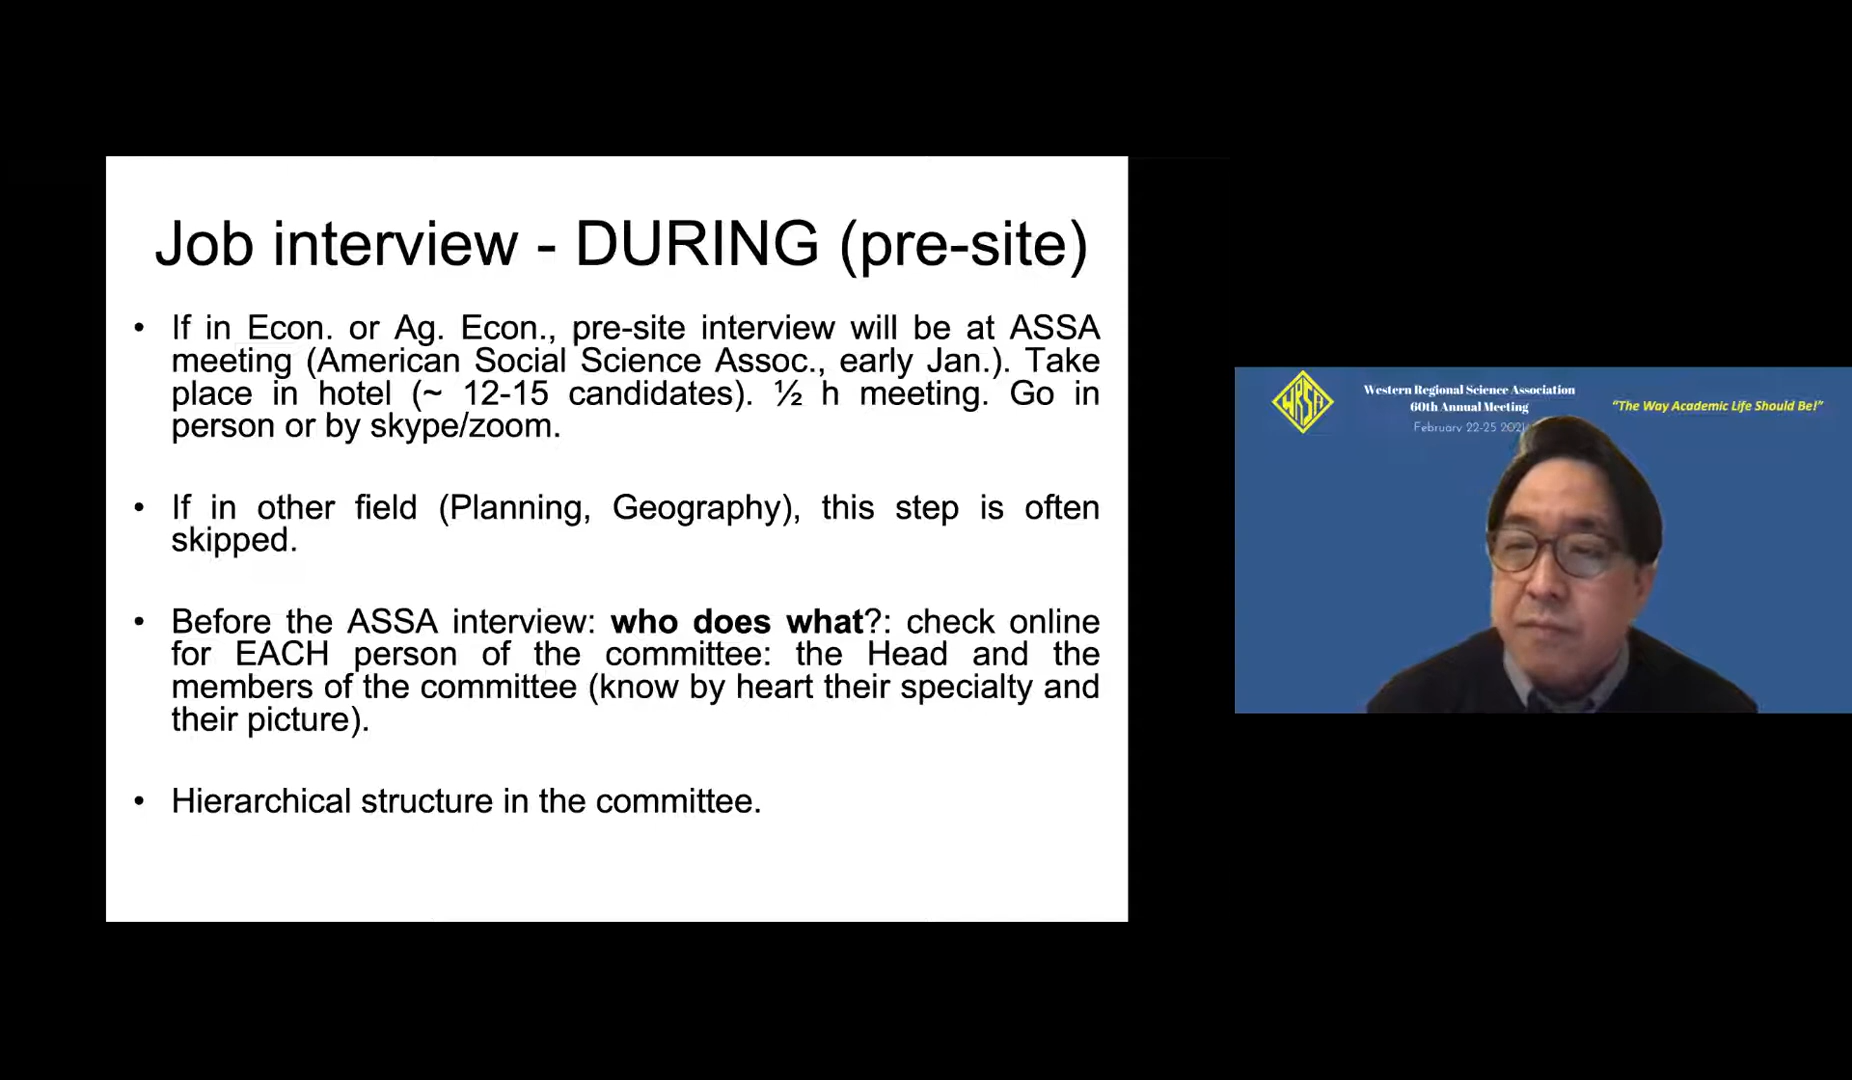 Job interview - DURING (pre-site)
• If in Econ. or Ag. Econ., pre-site interview will be at ASSA
meeting (American Social Science Assoc., early Jan.). Take
place in hotel (~ 12-15 candidates). ½ h meeting. Go in
person or by skype/zoom.
• If in other field (Planning, Geography), this step is often
skipped.
• Before the ASSA interview: who does what?: check online
for EACH person of the committee: the Head and the
members of the committee (know by heart their specialty and
their picture).
• Hierarchical structure in the committee.
WRSA
Western Regional Science Association
60th Annual Meeting
February 22-25 2021
“The Way Academic Life Should Be!”